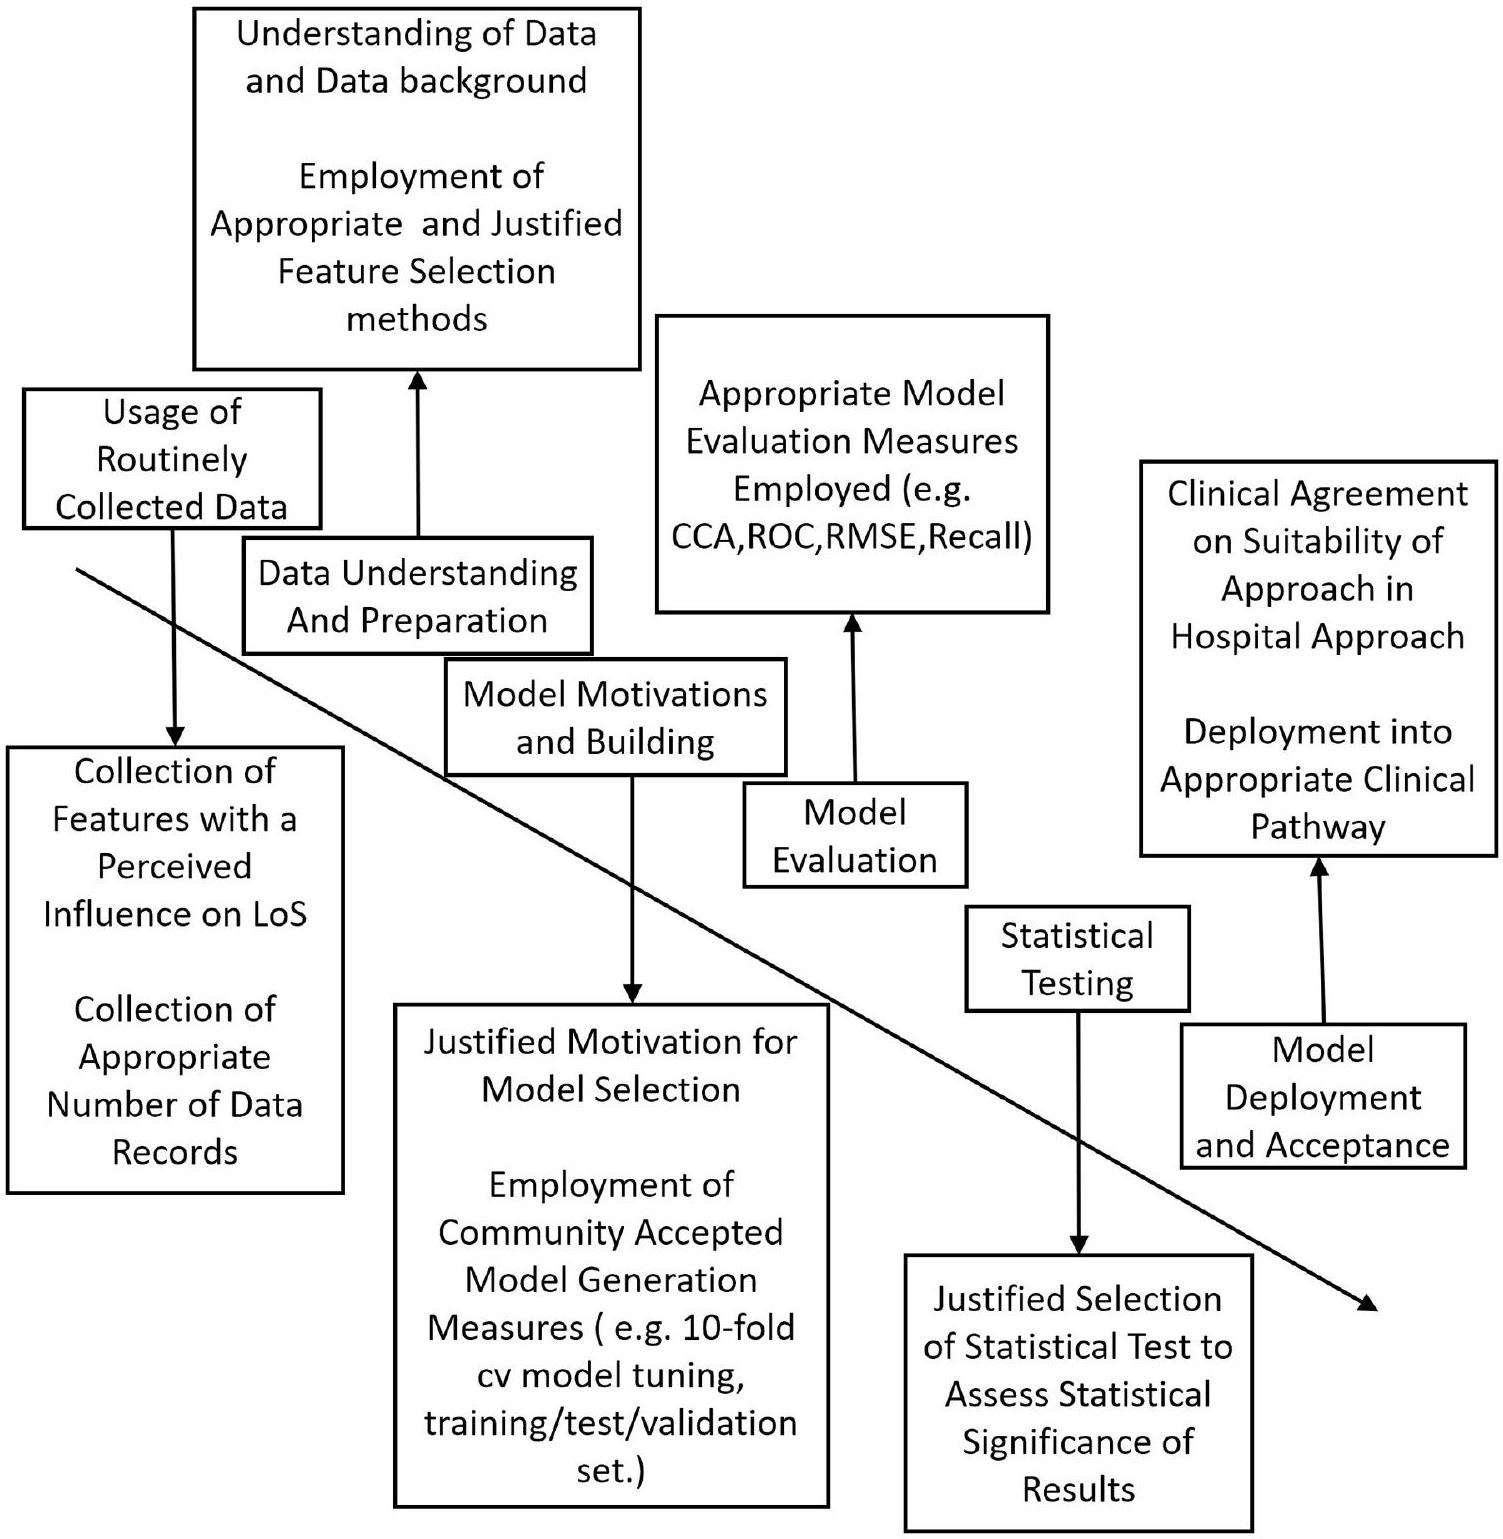 Understanding of Data
and Data background
Employment of
Appropriate and Justified
Feature Selection
methods
Usage of
Routinely
Collected Data
Data Understanding
And Preparation
Appropriate Model
Evaluation Measures
Employed (e.g.
CCA,ROC,RMSE,Recall)
Clinical Agreement
on Suitability of
Approach in
Hospital Approach
Deployment into
Appropriate Clinical
Pathway
Model Motivations
and Building
Collection of
Features with a
Perceived
Influence on LoS
Collection of
Appropriate
Number of Data
Records
Model
Evaluation
Statistical
Testing
Model
Deployment
and Acceptance
Justified Motivation for
Model Selection
Employment of
Community Accepted
Model Generation
Measures ( e.g. 10-fold
cv model tuning,
training/test/validation
set.)
Justified Selection
of Statistical Test to
Assess Statistical
Significance of
Results